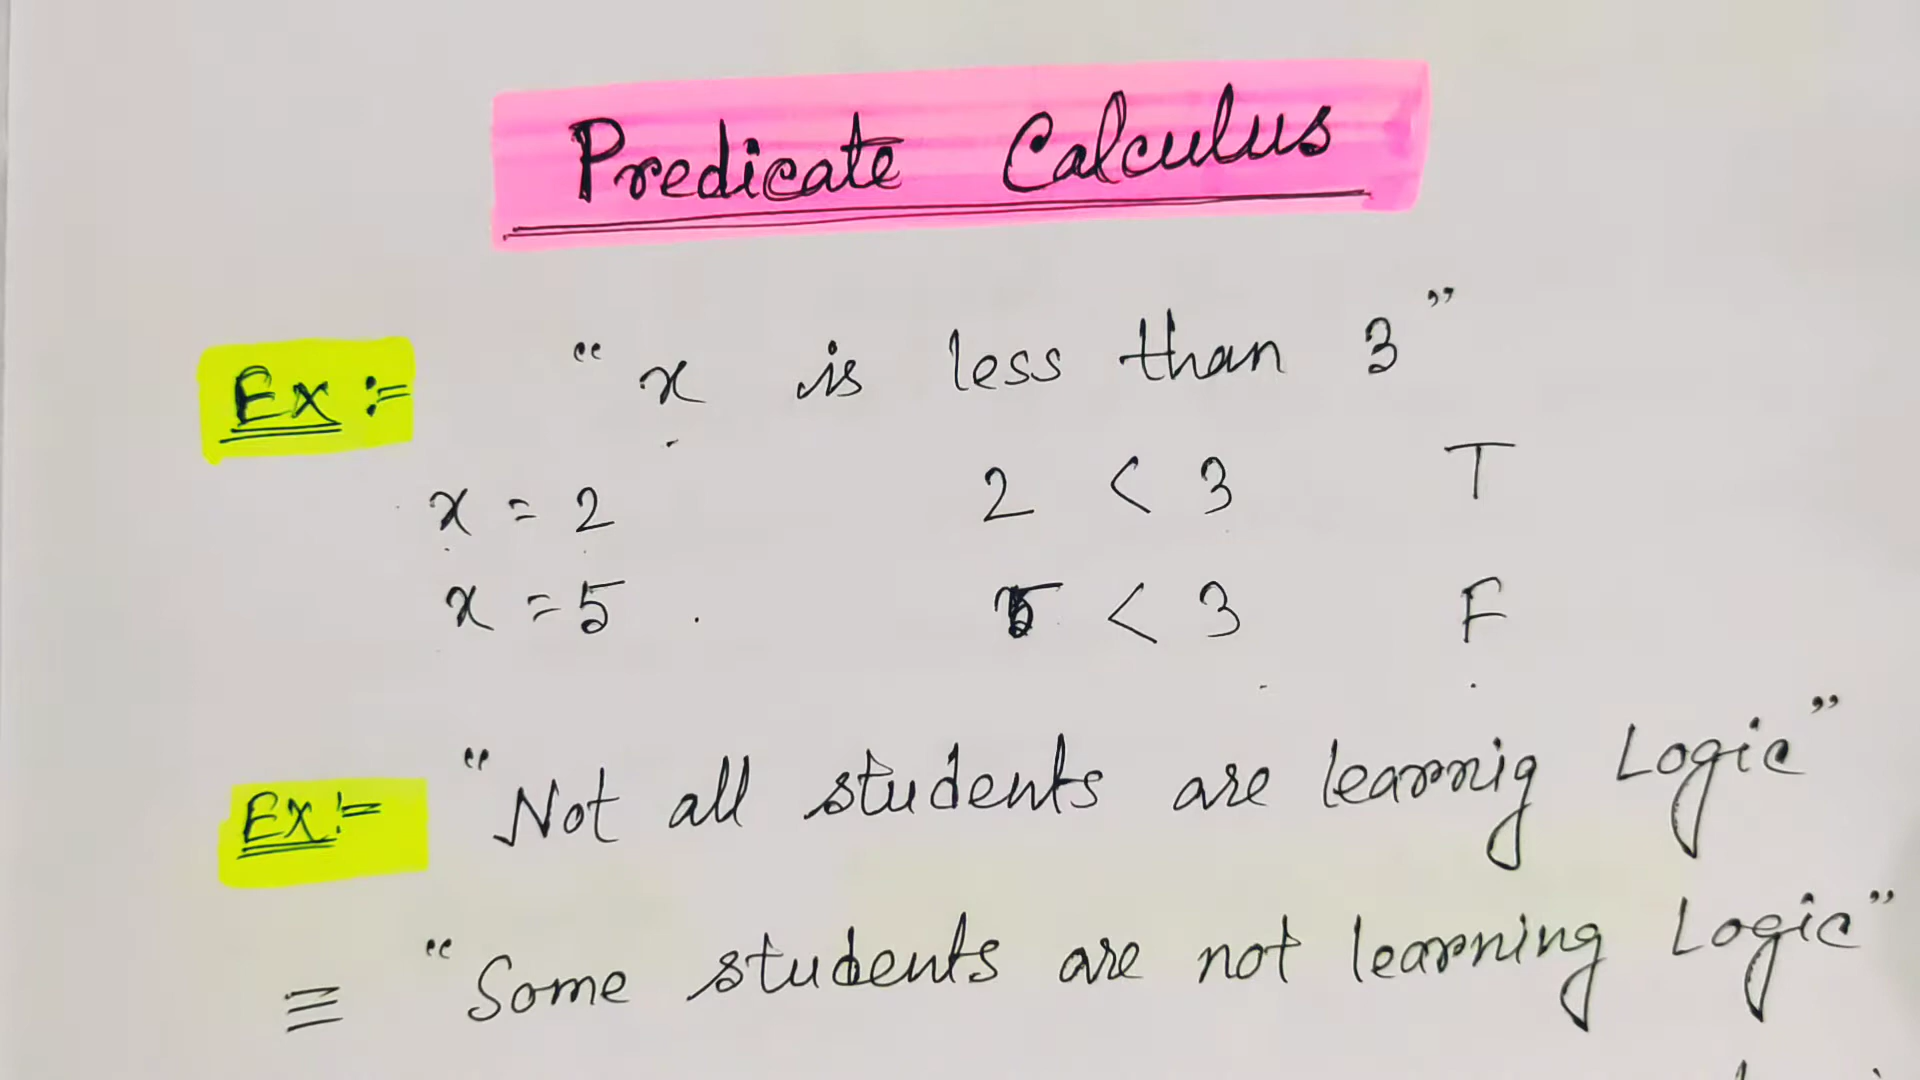 Predicate Calculus
Ex:- "x is less than 3"
x = 2 2 < 3 T
x = 5 5 < 3 F
Ex:- "Not all students are learnig Logic"
≡ "Some students are not learning Logic"